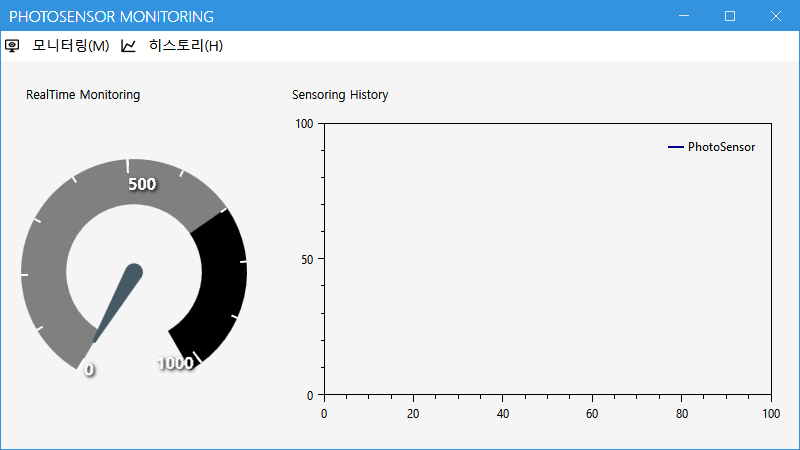 PHOTOSENSOR MONITORING
모니터링(M) 히스토리(H)
RealTime Monitoring
Sensoring History
500
0
1000
100
50
0
PhotoSensor
0 20 40 60 80 100